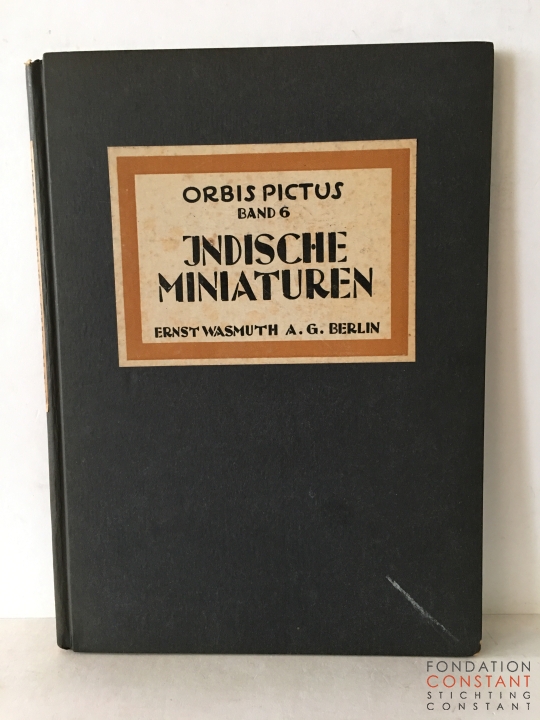 ORBIS PICTUS
BAND 6
JNDISCHE
MINIATUREN
ERNST WASMUTH A. G. BERLIN
FONDATION
CONSTANT
STICHTING
CONSTANT